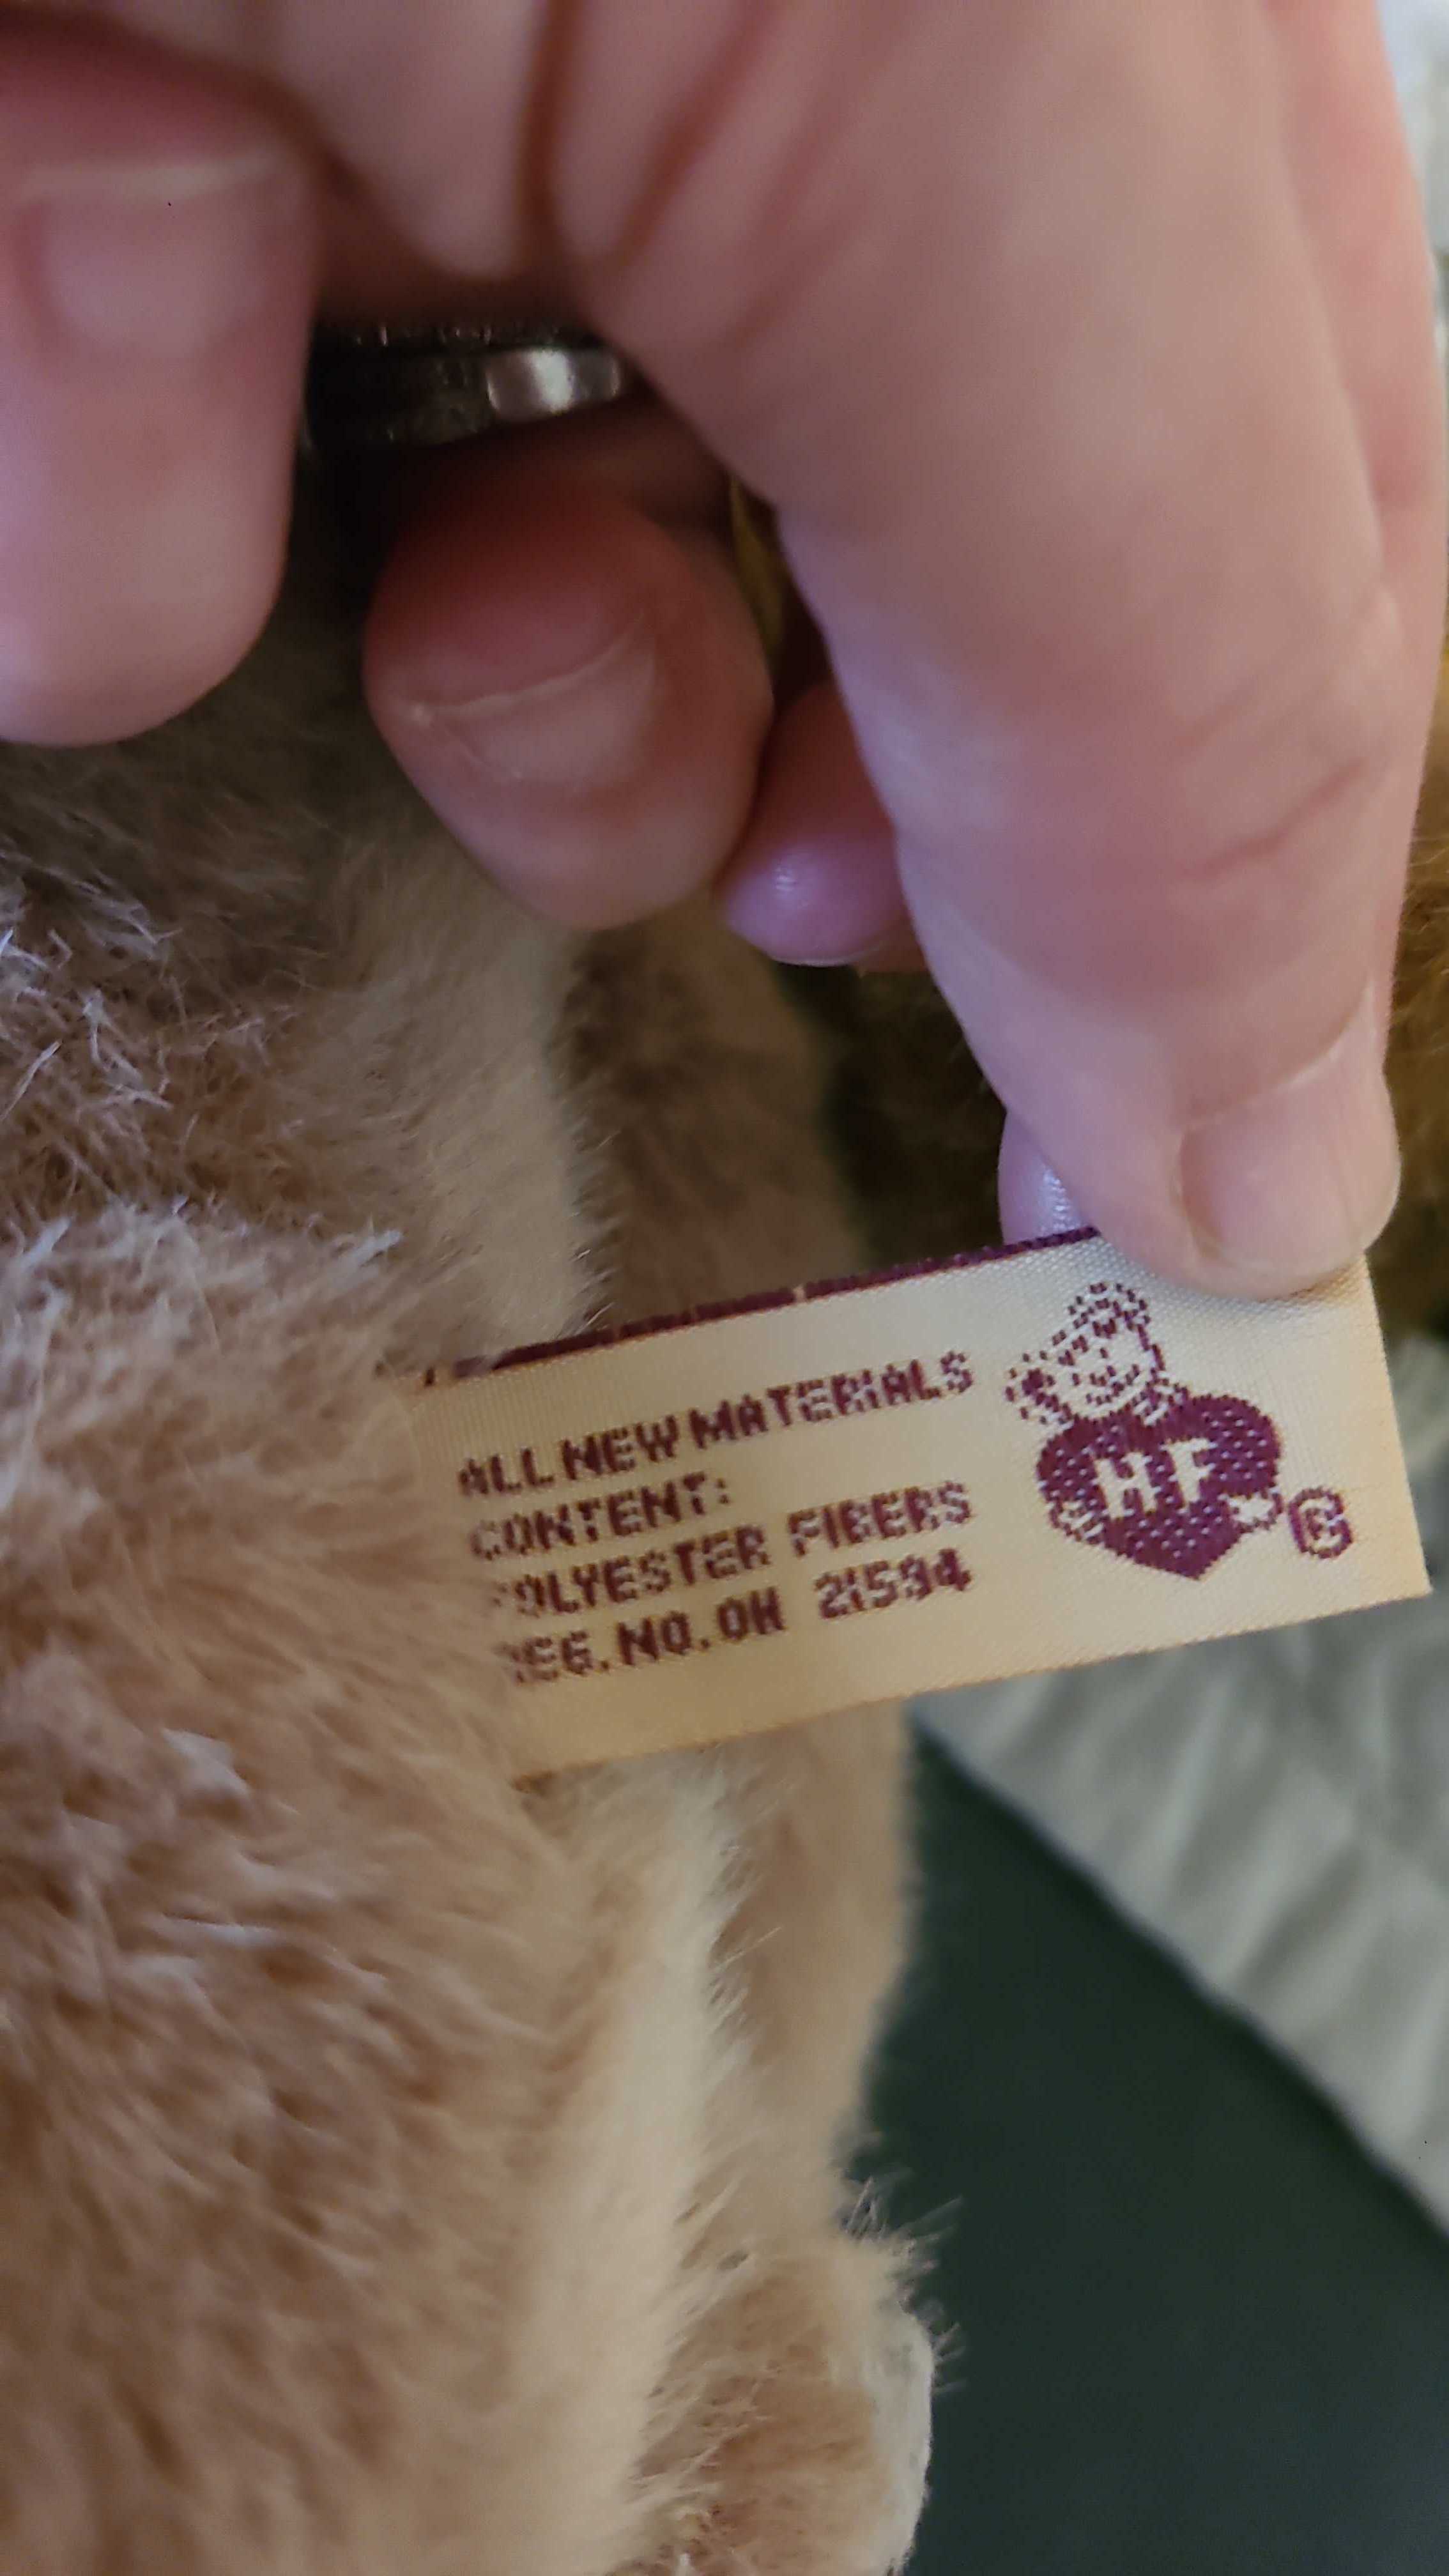 ALL NEW MATERIALS
CONTENT:
POLYESTER FIBERS
REG. NO. OH 21594
HF ®